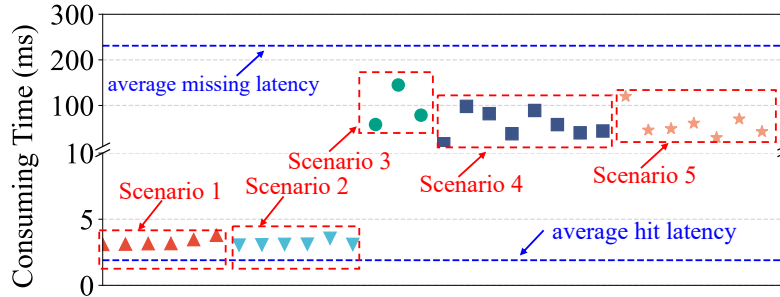 Consuming Time (ms)
300
200
100
10
5
0
average missing latency
Scenario 3
Scenario 1
Scenario 2
Scenario 4
Scenario 5
average hit latency